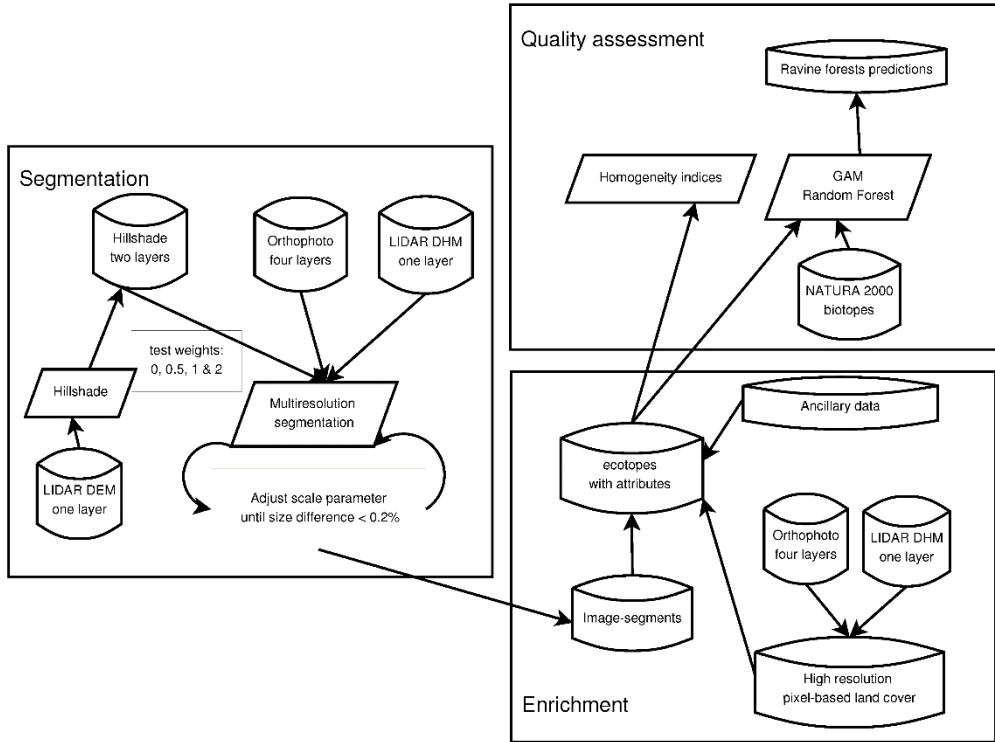 Segmentation
Hillshade
two layers
Orthophoto
four layers
LIDAR DHM
one layer
test weights:
0, 0.5, 1 & 2
Hillshade
Multiresolution
segmentation
LIDAR DEM
one layer
Adjust scale parameter
until size difference < 0.2%
Quality assessment
Ravine forests predictions
Homogeneity indices
GAM
Random Forest
NATURA 2000
biotopes
Ancillary data
ecotopes
with attributes
Orthophoto
four layers
LIDAR DHM
one layer
Image-segments
High resolution
pixel-based land cover
Enrichment